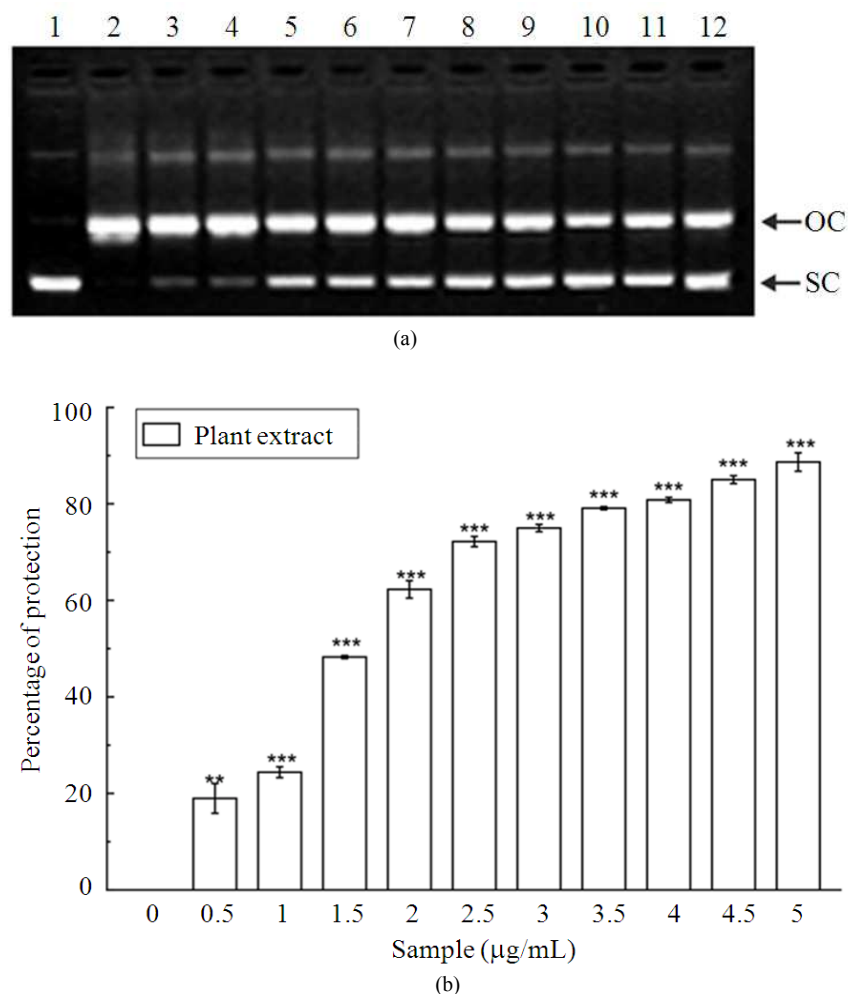 1 2 3 4 5 6 7 8 9 10 11 12
OC
SC
(a)
100
Plant extract
80
60
40
20
0
Percentage of protection
**
***
***
***
***
***
***
***
***
***
0 0.5 1 1.5 2 2.5 3 3.5 4 4.5 5
Sample (μg/mL)
(b)